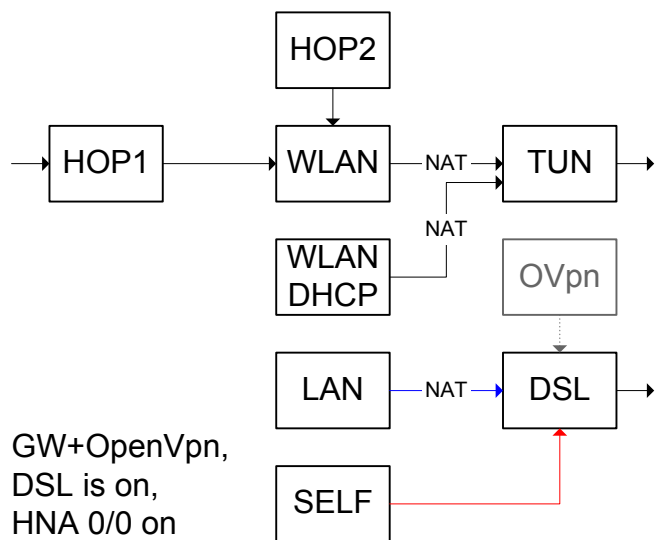 HOP2
HOP1
WLAN
NAT
TUN
NAT
WLAN
DHCP
OVpn
LAN
NAT
DSL
GW+OpenVpn,
DSL is on,
HNA 0/0 on
SELF